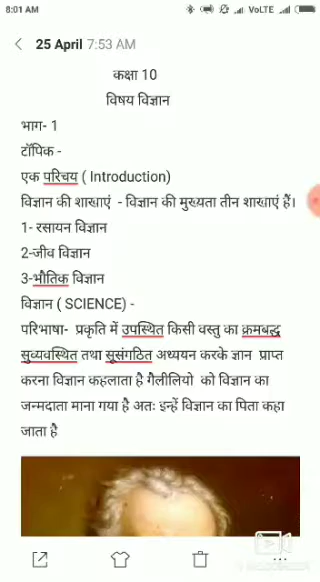 8:01 AM VoLTE
25 April 7:53 AM
कक्षा 10
विषय विज्ञान
भाग- 1
टॉपिक -
एक परिचय ( Introduction)
विज्ञान की शाखाएं - विज्ञान की मुख्यता तीन शाखाएं हैं।
1- रसायन विज्ञान
2-जीव विज्ञान
3-भौतिक विज्ञान
विज्ञान ( SCIENCE) -
परिभाषा- प्रकृति में उपस्थित किसी वस्तु का क्रमबद्ध
सुव्यवस्थित तथा सूसंगठित अध्ययन करके ज्ञान प्राप्त
करना विज्ञान कहलाता है गैलीलियो को विज्ञान का
जन्मदाता माना गया है अतः इन्हें विज्ञान का पिता कहा
जाता है